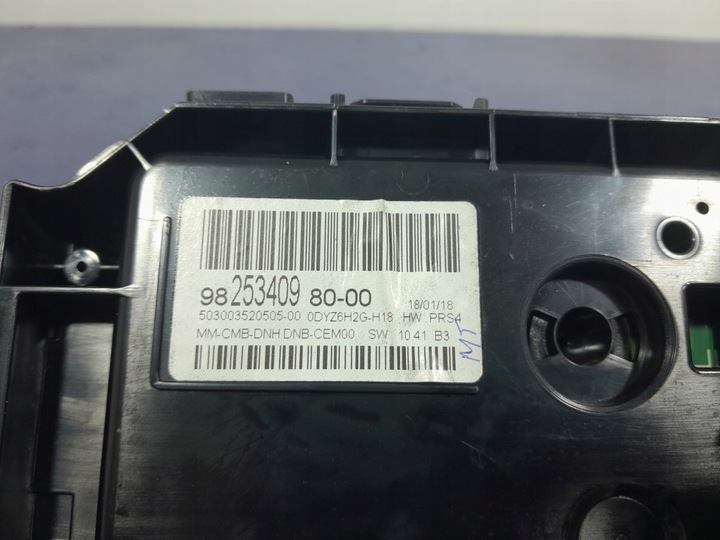 98 253409 80-00 18/01/18
503003520505-00 0DYZ6H2G-H18 HW PRS4
MM-CMB-DNH DNB-CEM00 SW 10 41 B3
MT